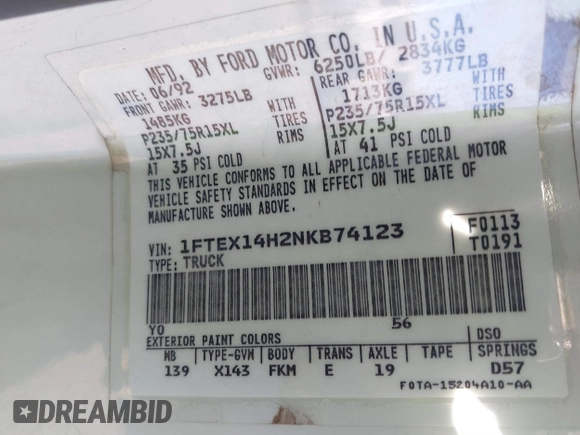 MFD. BY FORD MOTOR CO. IN U.S.A.
DATE: 06/92 GVWR: 6250LB/ 2834KG
FRONT GAWR: 3275LB REAR GAWR: 3777LB
1485KG WITH 1713KG WITH
P235/75R15XL TIRES P235/75R15XL TIRES
15X7.5J RIMS 15X7.5J RIMS
AT 35 PSI COLD AT 41 PSI COLD
THIS VEHICLE CONFORMS TO ALL APPLICABLE FEDERAL MOTOR
VEHICLE SAFETY STANDARDS IN EFFECT ON THE DATE OF
MANUFACTURE SHOWN ABOVE.
VIN: 1FTEX14H2NKB74123 F0113
TYPE: TRUCK T0191
YO 56
EXTERIOR PAINT COLORS DSO
WB TYPE-GVM BODY TRANS AXLE TAPE SPRINGS
139 X143 FKM E 19 D57
F0TA-15204A10-AA
DREAMBID